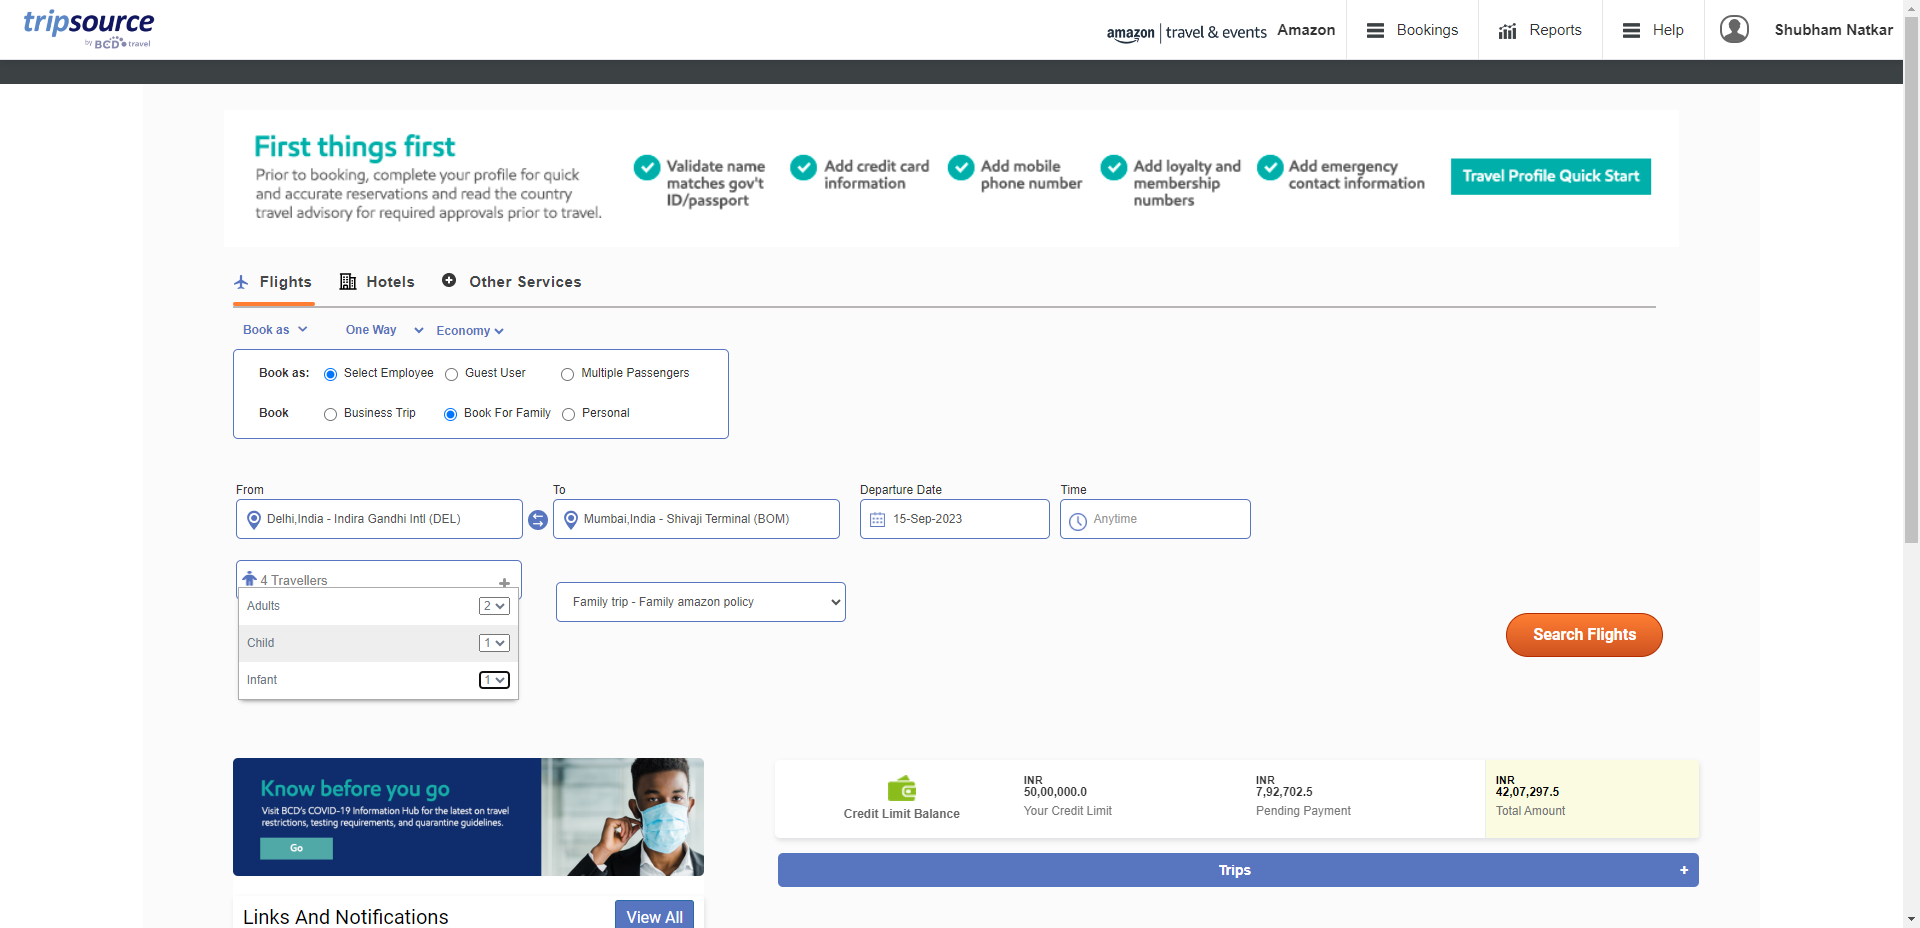 tripsource
by BCD travel
amazon | travel & events Amazon
Bookings
Reports
Help
Shubham Natkar
First things first
Prior to booking, complete your profile for quick
and accurate reservations and read the country
travel advisory for required approvals prior to travel.
Validate name
matches gov't
ID/passport
Add credit card
information
Add mobile
phone number
Add loyalty and
membership
numbers
Add emergency
contact information
Travel Profile Quick Start
Flights
Hotels
Other Services
Book as
One Way
Economy
Book as: Select Employee Guest User Multiple Passengers
Book Business Trip Book For Family Personal
From
To
Departure Date
Time
Delhi,India - Indira Gandhi Intl (DEL)
Mumbai,India - Shivaji Terminal (BOM)
15-Sep-2023
Anytime
4 Travellers +
Adults 2
Child 1
Infant 1
Family trip - Family amazon policy
Search Flights
Know before you go
Visit BCD's COVID-19 Information Hub for the latest on travel
restrictions, testing requirements, and quarantine guidelines.
Go
Credit Limit Balance
INR
50,00,000.0
Your Credit Limit
INR
7,92,702.5
Pending Payment
INR
42,07,297.5
Total Amount
Trips +
Links And Notifications
View All